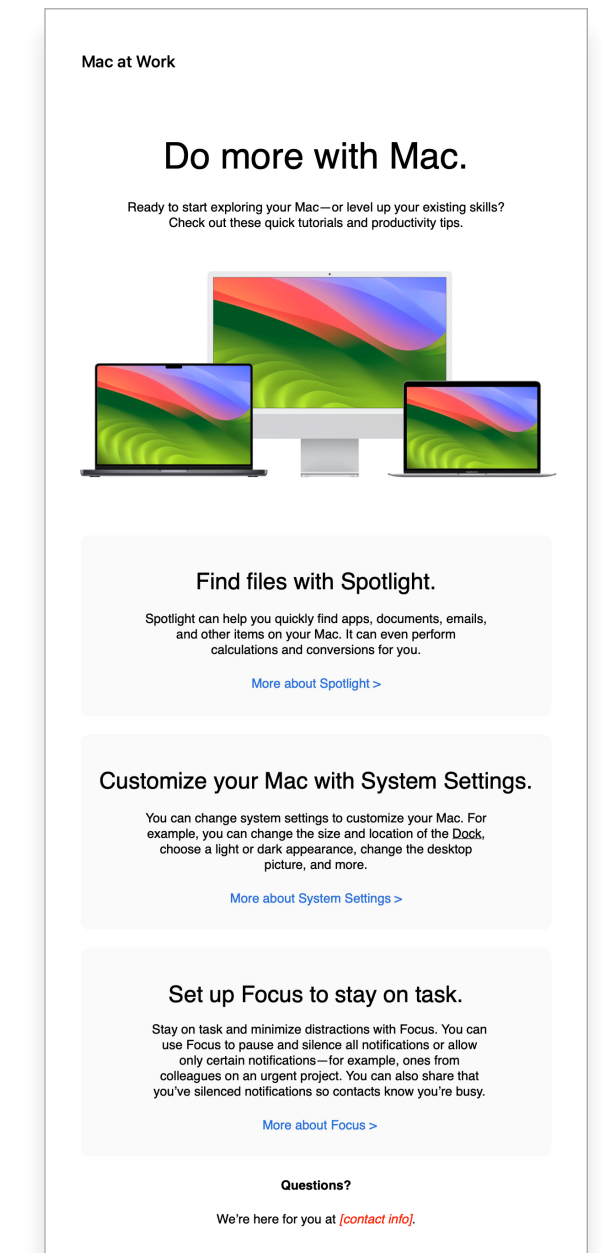 Mac at Work
Do more with Mac.
Ready to start exploring your Mac—or level up your existing skills?
Check out these quick tutorials and productivity tips.
Find files with Spotlight.
Spotlight can help you quickly find apps, documents, emails,
and other items on your Mac. It can even perform
calculations and conversions for you.
More about Spotlight >
Customize your Mac with System Settings.
You can change system settings to customize your Mac. For
example, you can change the size and location of the Dock,
choose a light or dark appearance, change the desktop
picture, and more.
More about System Settings >
Set up Focus to stay on task.
Stay on task and minimize distractions with Focus. You can
use Focus to pause and silence all notifications or allow
only certain notifications—for example, ones from
colleagues on an urgent project. You can also share that
you’ve silenced notifications so contacts know you’re busy.
More about Focus >
Questions?
We’re here for you at [contact info].